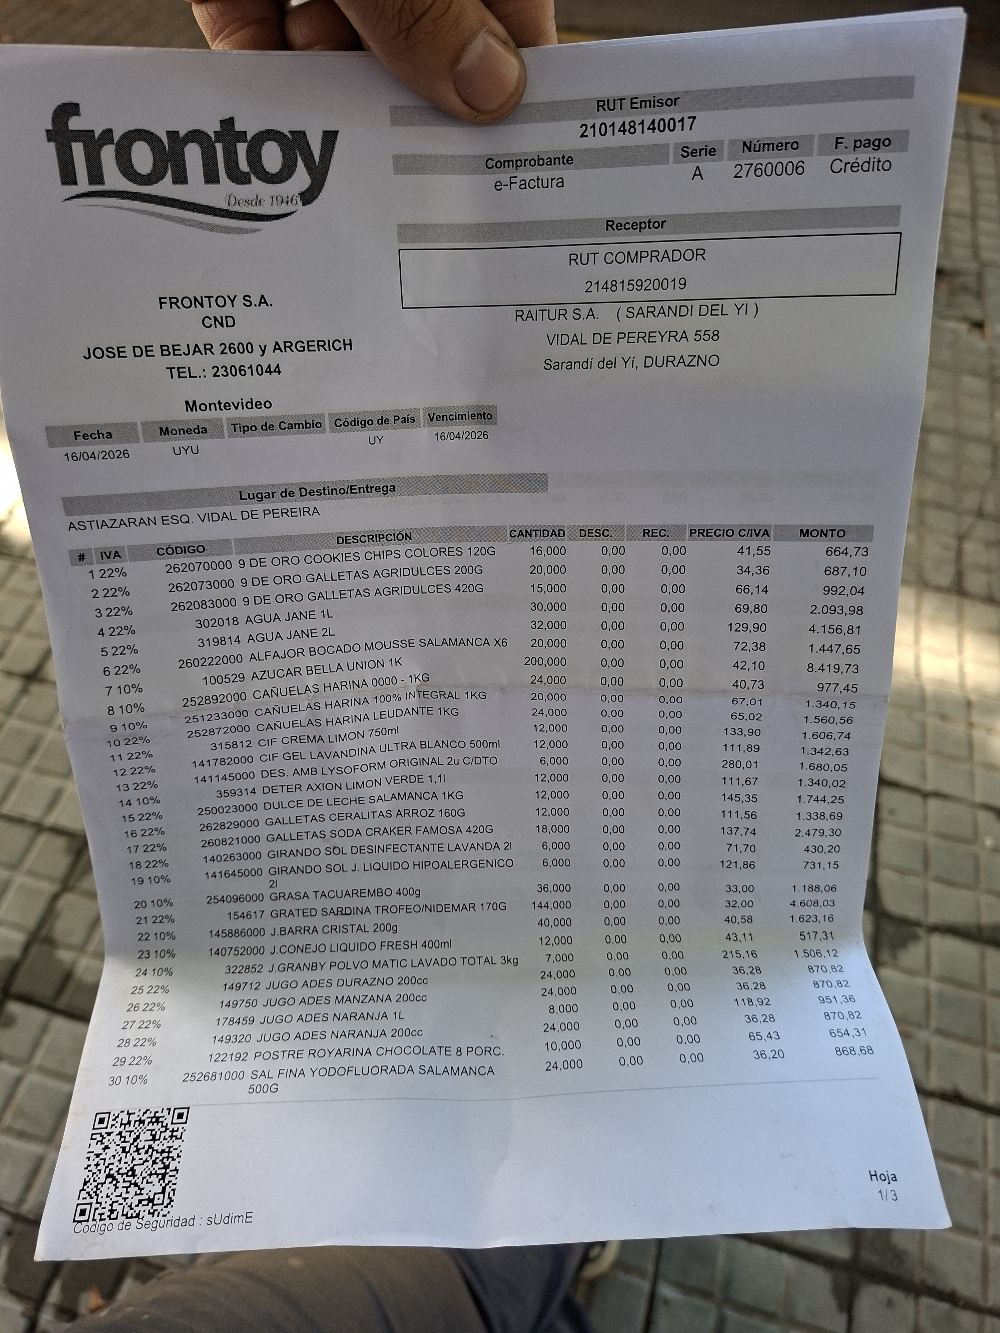 frontoy
Desde 1946
RUT Emisor
210148140017
Comprobante Serie Número F. pago
e-Factura A 2760006 Crédito
Receptor
RUT COMPRADOR
214815920019
RAITUR S.A. ( SARANDI DEL YI )
VIDAL DE PEREYRA 558
Sarandí del Yí, DURAZNO
FRONTOY S.A.
CND
JOSE DE BEJAR 2600 y ARGERICH
TEL.: 23061044
Montevideo
Fecha Moneda Tipo de Cambio Código de País Vencimiento
16/04/2026 UYU UY 16/04/2026
Lugar de Destino/Entrega
ASTIAZARAN ESQ. VIDAL DE PEREIRA
# IVA CÓDIGO DESCRIPCIÓN CANTIDAD DESC. REC. PRECIO C/IVA MONTO
1 22% 262070000 9 DE ORO COOKIES CHIPS COLORES 120G 16,000 0,00 0,00 41,55 664,73
2 22% 262073000 9 DE ORO GALLETAS AGRIDULCES 200G 20,000 0,00 0,00 34,36 687,10
3 22% 262083000 9 DE ORO GALLETAS AGRIDULCES 420G 15,000 0,00 0,00 66,14 992,04
4 22% 302018 AGUA JANE 1L 30,000 0,00 0,00 69,80 2.093,98
5 22% 319814 AGUA JANE 2L 32,000 0,00 0,00 129,90 4.156,81
6 22% 260222000 ALFAJOR BOCADO MOUSSE SALAMANCA X6 20,000 0,00 0,00 72,38 1.447,65
7 10% 100529 AZUCAR BELLA UNION 1K 200,000 0,00 0,00 42,10 8.419,73
8 10% 252892000 CAÑUELAS HARINA 0000 - 1KG 24,000 0,00 0,00 40,73 977,45
9 10% 251233000 CAÑUELAS HARINA 100% INTEGRAL 1KG 20,000 0,00 0,00 67,01 1.340,15
10 22% 252872000 CAÑUELAS HARINA LEUDANTE 1KG 24,000 0,00 0,00 65,02 1.560,56
11 22% 315812 CIF CREMA LIMON 750ml 12,000 0,00 0,00 133,90 1.606,74
12 22% 141782000 CIF GEL LAVANDINA ULTRA BLANCO 500ml 12,000 0,00 0,00 111,89 1.342,63
13 22% 141145000 DES. AMB LYSOFORM ORIGINAL 2u C/DTO 6,000 0,00 0,00 280,01 1.680,05
14 10% 359314 DETER AXION LIMON VERDE 1,1l 12,000 0,00 0,00 111,67 1.340,02
15 22% 250023000 DULCE DE LECHE SALAMANCA 1KG 12,000 0,00 0,00 145,35 1.744,25
16 22% 262829000 GALLETAS CERALITAS ARROZ 160G 12,000 0,00 0,00 111,56 1.338,69
17 22% 260821000 GALLETAS SODA CRAKER FAMOSA 420G 18,000 0,00 0,00 137,74 2.479,30
18 22% 140263000 GIRANDO SOL DESINFECTANTE LAVANDA 2l 6,000 0,00 0,00 71,70 430,20
19 10% 141645000 GIRANDO SOL J. LIQUIDO HIPOALERGENICO 6,000 0,00 0,00 121,86 731,15
2l
20 10% 254096000 GRASA TACUAREMBO 400g 36,000 0,00 0,00 33,00 1.188,06
21 22% 154617 GRATED SARDINA TROFEO/NIDEMAR 170G 144,000 0,00 0,00 32,00 4.608,03
22 10% 145886000 J.BARRA CRISTAL 200g 40,000 0,00 0,00 40,58 1.623,16
23 10% 140752000 J.CONEJO LIQUIDO FRESH 400ml 12,000 0,00 0,00 43,11 517,31
24 10% 322852 J.GRANBY POLVO MATIC LAVADO TOTAL 3kg 7,000 0,00 0,00 215,16 1.506,12
25 22% 149712 JUGO ADES DURAZNO 200cc 24,000 0,00 0,00 36,28 870,82
26 22% 149750 JUGO ADES MANZANA 200cc 24,000 0,00 0,00 36,28 870,82
27 22% 178459 JUGO ADES NARANJA 1L 8,000 0,00 0,00 118,92 951,36
28 22% 149320 JUGO ADES NARANJA 200cc 24,000 0,00 0,00 36,28 870,82
29 22% 122192 POSTRE ROYARINA CHOCOLATE 8 PORC. 10,000 0,00 0,00 65,43 654,31
30 10% 252681000 SAL FINA YODOFLUORADA SALAMANCA 24,000 0,00 0,00 36,20 868,68
500G
Código de Seguridad : sUdimE
Hoja
1/3